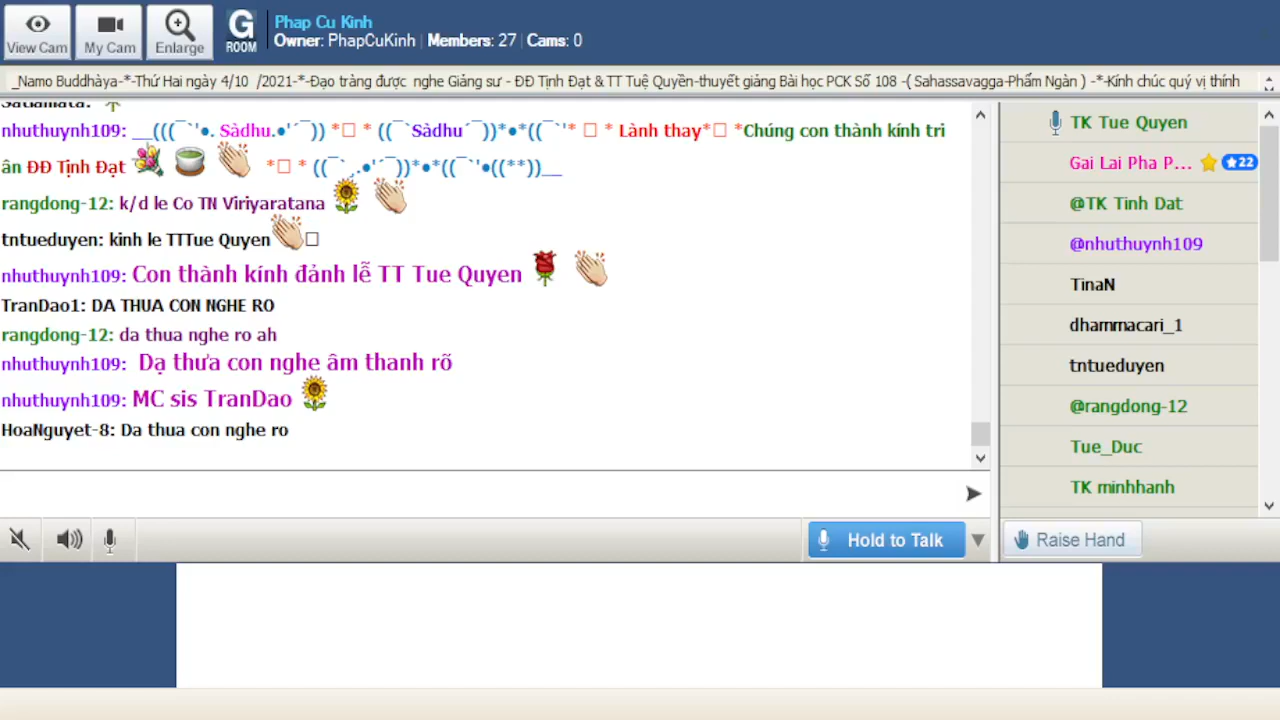 View Cam
My Cam
Enlarge
G
ROOM
Phap Cu Kinh
Owner: PhapCuKinh | Members: 27 | Cams: 0
_Namo Buddhàya-*-Thứ Hai ngày 4/10 /2021-*-Đạo tràng được nghe Giảng sư - ĐĐ Tịnh Đạt & TT Tuệ Quyền-thuyết giảng Bài học PCK Số 108 -( Sahassavagga-Phẩm Ngàn ) -*-Kính chúc quý vị thính
nhuthuynh109: __(((¯`'●. Sàdhu.●'´¯)) *□ * ((¯`Sàdhu´¯))*●*((¯`'* □ * Lành thay*□ *Chúng con thành kính tri
ân ĐĐ Tịnh Đạt *□ * ((¯`·.●'´¯))*●*((¯`'●((**))__
rangdong-12: k/d le Co TN Viriyaratana
tntueduyen: kinh le TTTue Quyen
nhuthuynh109: Con thành kính đảnh lễ TT Tue Quyen
TranDao1: DA THUA CON NGHE RO
rangdong-12: da thua nghe ro ah
nhuthuynh109: Dạ thưa con nghe âm thanh rõ
nhuthuynh109: MC sis TranDao
HoaNguyet-8: Da thua con nghe ro
TK Tue Quyen
Gai Lai Pha P... 22
@TK Tinh Dat
@nhuthuynh109
TinaN
dhammacari_1
tntueduyen
@rangdong-12
Tue_Duc
TK minhhanh
Hold to Talk
Raise Hand